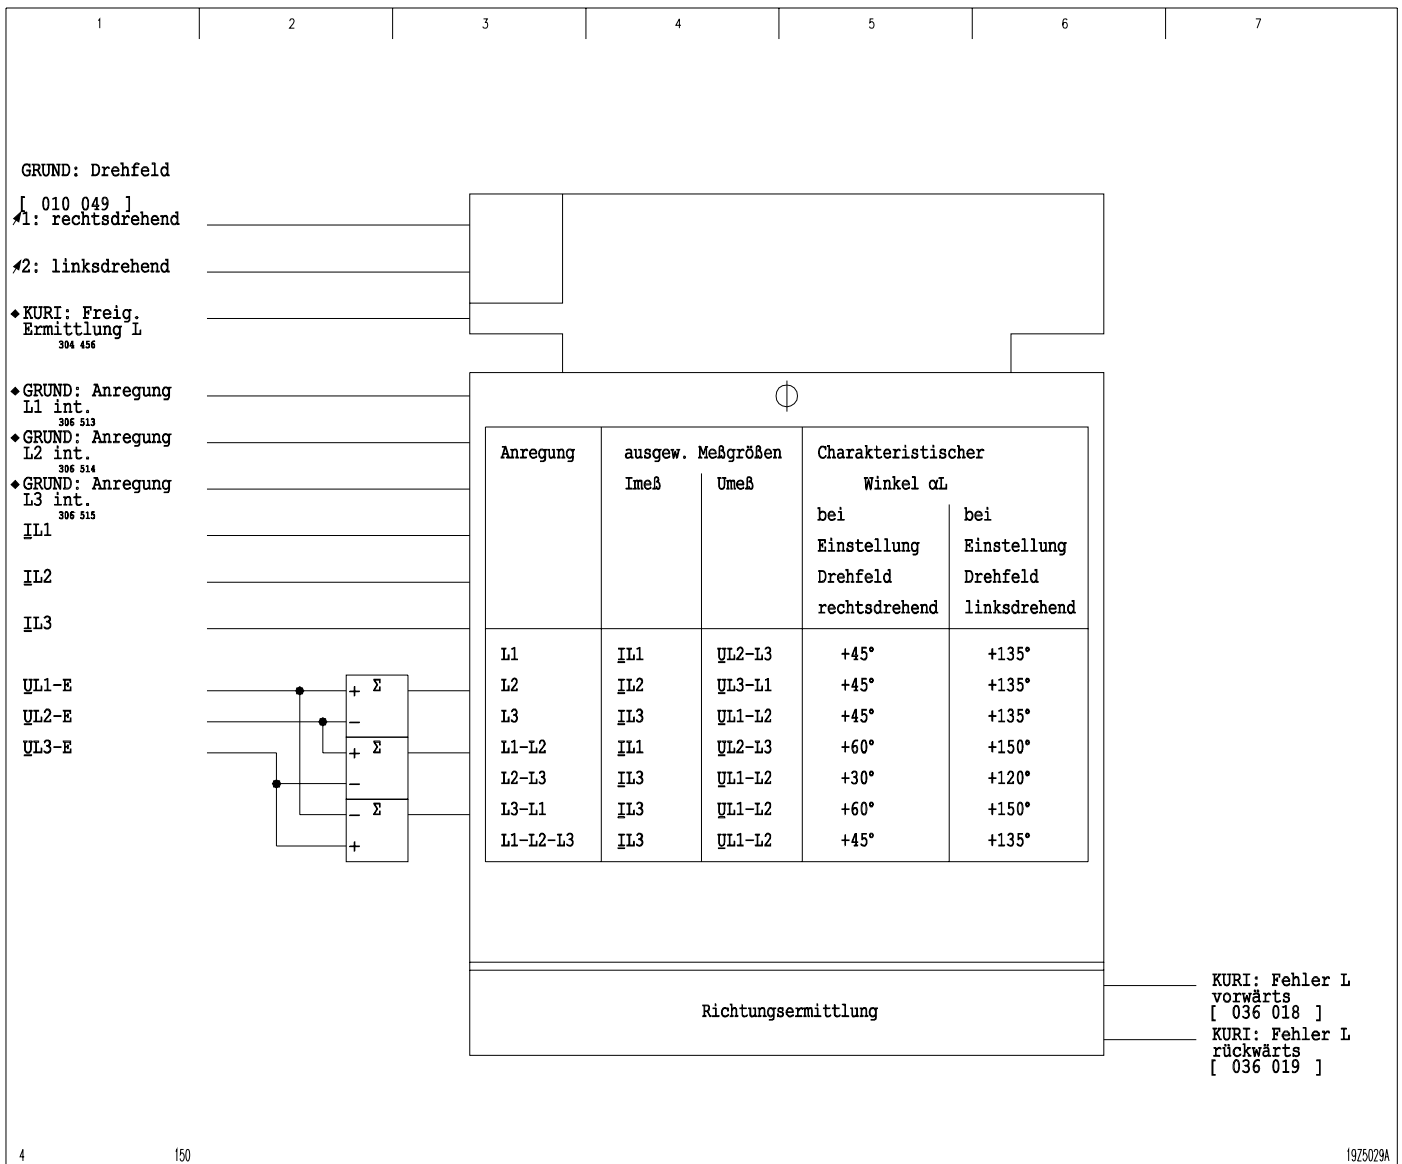 1 2 3 4 5 6 7
GRUND: Drehfeld
[ 010 049 ]
1: rechtsdrehend
2: linksdrehend
KURI: Freig.
Ermittlung L
304 456
GRUND: Anregung
L1 int.
306 513
GRUND: Anregung
L2 int.
306 514
GRUND: Anregung
L3 int.
306 515
IL1
IL2
IL3
UL1-E
UL2-E
UL3-E
+ Σ
−
+ Σ
−
− Σ
+
Anregung ausgew. Meßgrößen Charakteristischer
Imeß Umeß Winkel αL
bei bei
Einstellung Einstellung
Drehfeld Drehfeld
rechtsdrehend linksdrehend
L1 IL1 UL2-L3 +45° +135°
L2 IL2 UL3-L1 +45° +135°
L3 IL3 UL1-L2 +45° +135°
L1-L2 IL1 UL2-L3 +60° +150°
L2-L3 IL3 UL1-L2 +30° +120°
L3-L1 IL3 UL1-L2 +60° +150°
L1-L2-L3 IL3 UL1-L2 +45° +135°
Richtungsermittlung
KURI: Fehler L
vorwärts
[ 036 018 ]
KURI: Fehler L
rückwärts
[ 036 019 ]
4 150 19Z5029A